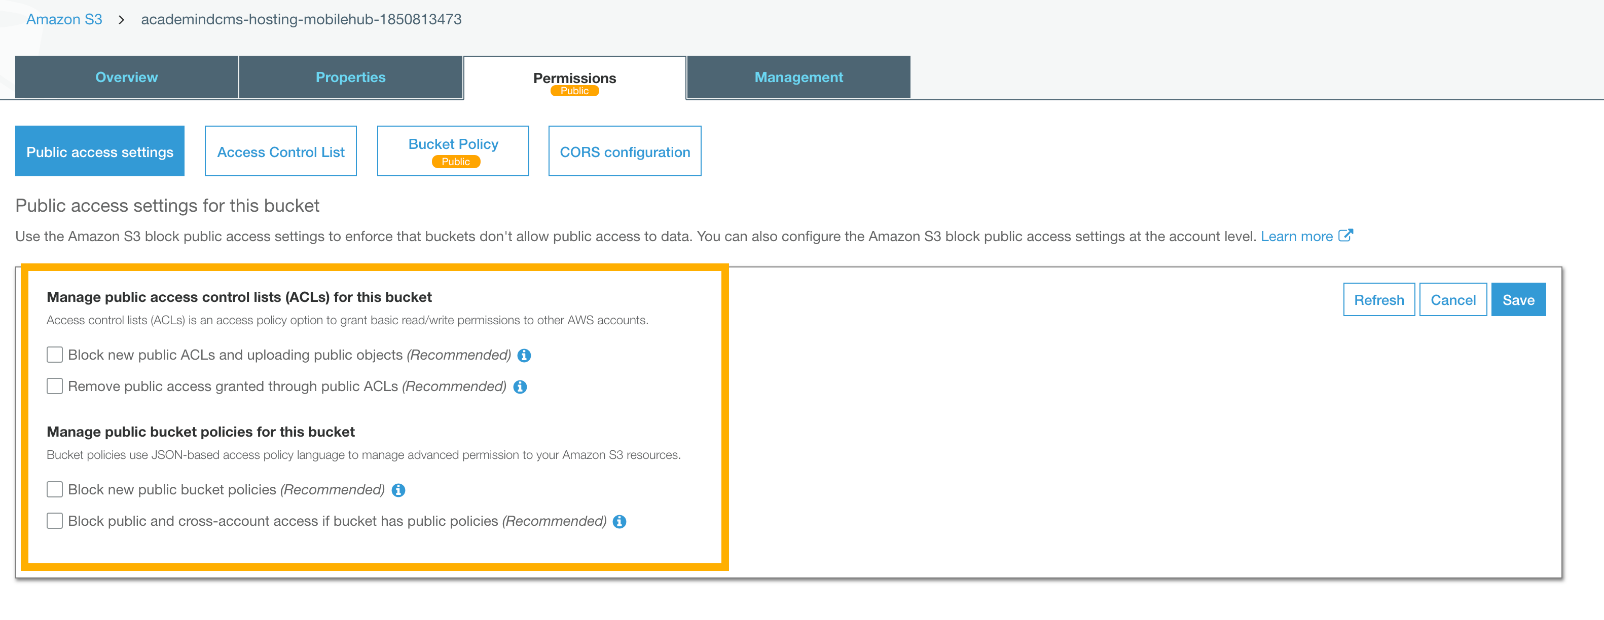 Amazon S3 > academindcms-hosting-mobilehub-1850813473
Overview
Properties
Permissions
Public
Management
Public access settings
Access Control List
Bucket Policy
Public
CORS configuration
Public access settings for this bucket
Use the Amazon S3 block public access settings to enforce that buckets don't allow public access to data. You can also configure the Amazon S3 block public access settings at the account level. Learn more
Manage public access control lists (ACLs) for this bucket
Refresh
Cancel
Save
Access control lists (ACLs) is an access policy option to grant basic read/write permissions to other AWS accounts.
Block new public ACLs and uploading public objects (Recommended)
Remove public access granted through public ACLs (Recommended)
Manage public bucket policies for this bucket
Bucket policies use JSON-based access policy language to manage advanced permission to your Amazon S3 resources.
Block new public bucket policies (Recommended)
Block public and cross-account access if bucket has public policies (Recommended)